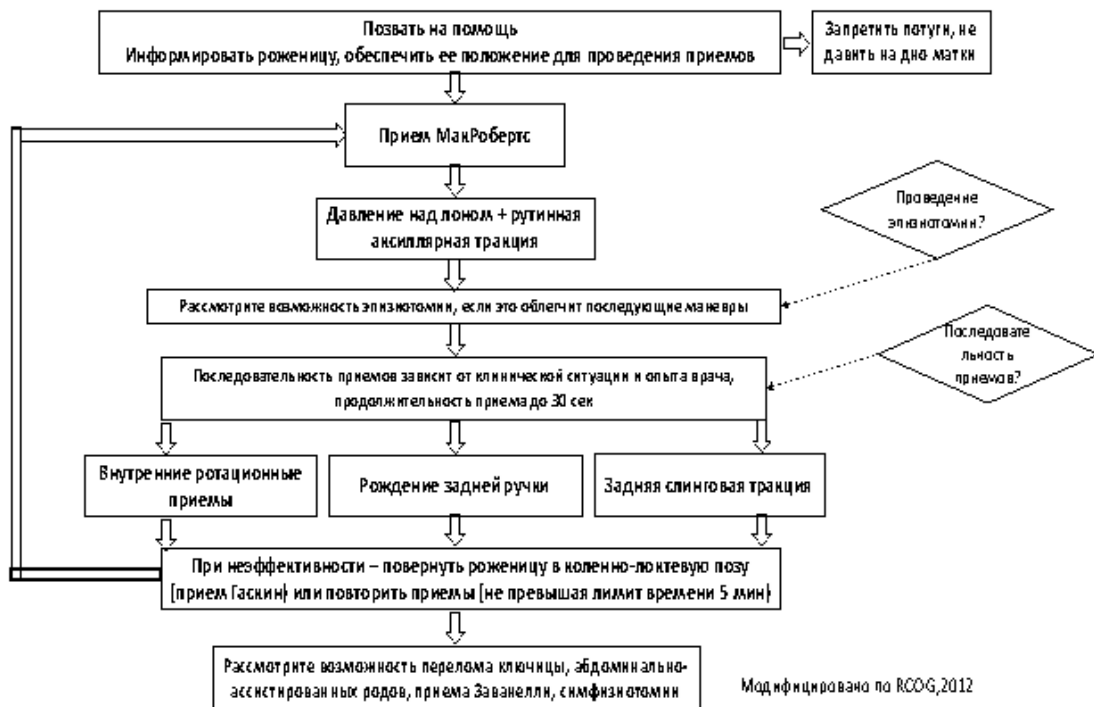 Позвать на помощь
Информировать роженицу, обеспечить ее положение для проведения приемов
Запретить потуги, не
давить на дно матки
Прием МакРобертс
Давление над лоном + рутинная
аксиллярная тракция
Проведение
эпизиотомии?
Рассмотрите возможность эпизиотомии, если это облегчит последующие маневры
Последовате
льность
приемов?
Последовательность приемов зависит от клинической ситуации и опыта врача,
продолжительность приема до 30 сек
Внутренние ротационные
приемы
Рождение задней ручки
Задняя слинговая тракция
При неэффективности – повернуть роженицу в коленно-локтевую позу
(прием Гаскин) или повторить приемы (не превышая лимит времени 5 мин)
Рассмотрите возможность перелома ключицы, абдоминально-
ассистированных родов, приема Заванелли, симфизиотомии
Модифицировано по RCOG,2012